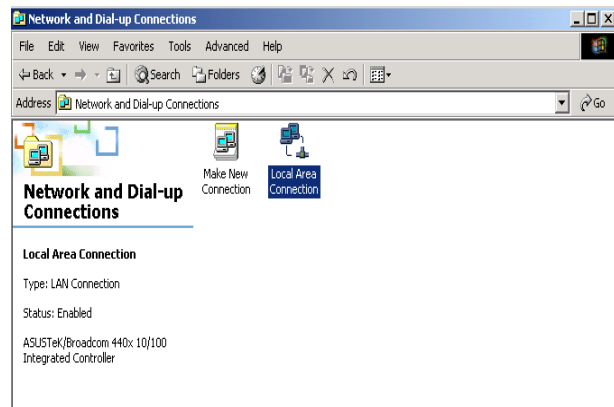 Network and Dial-up Connections
File Edit View Favorites Tools Advanced Help
Back Search Folders
Address Network and Dial-up Connections Go
Make New Connection
Local Area Connection
Network and Dial-up
Connections
Local Area Connection
Type: LAN Connection
Status: Enabled
ASUSTeK/Broadcom 440x 10/100
Integrated Controller